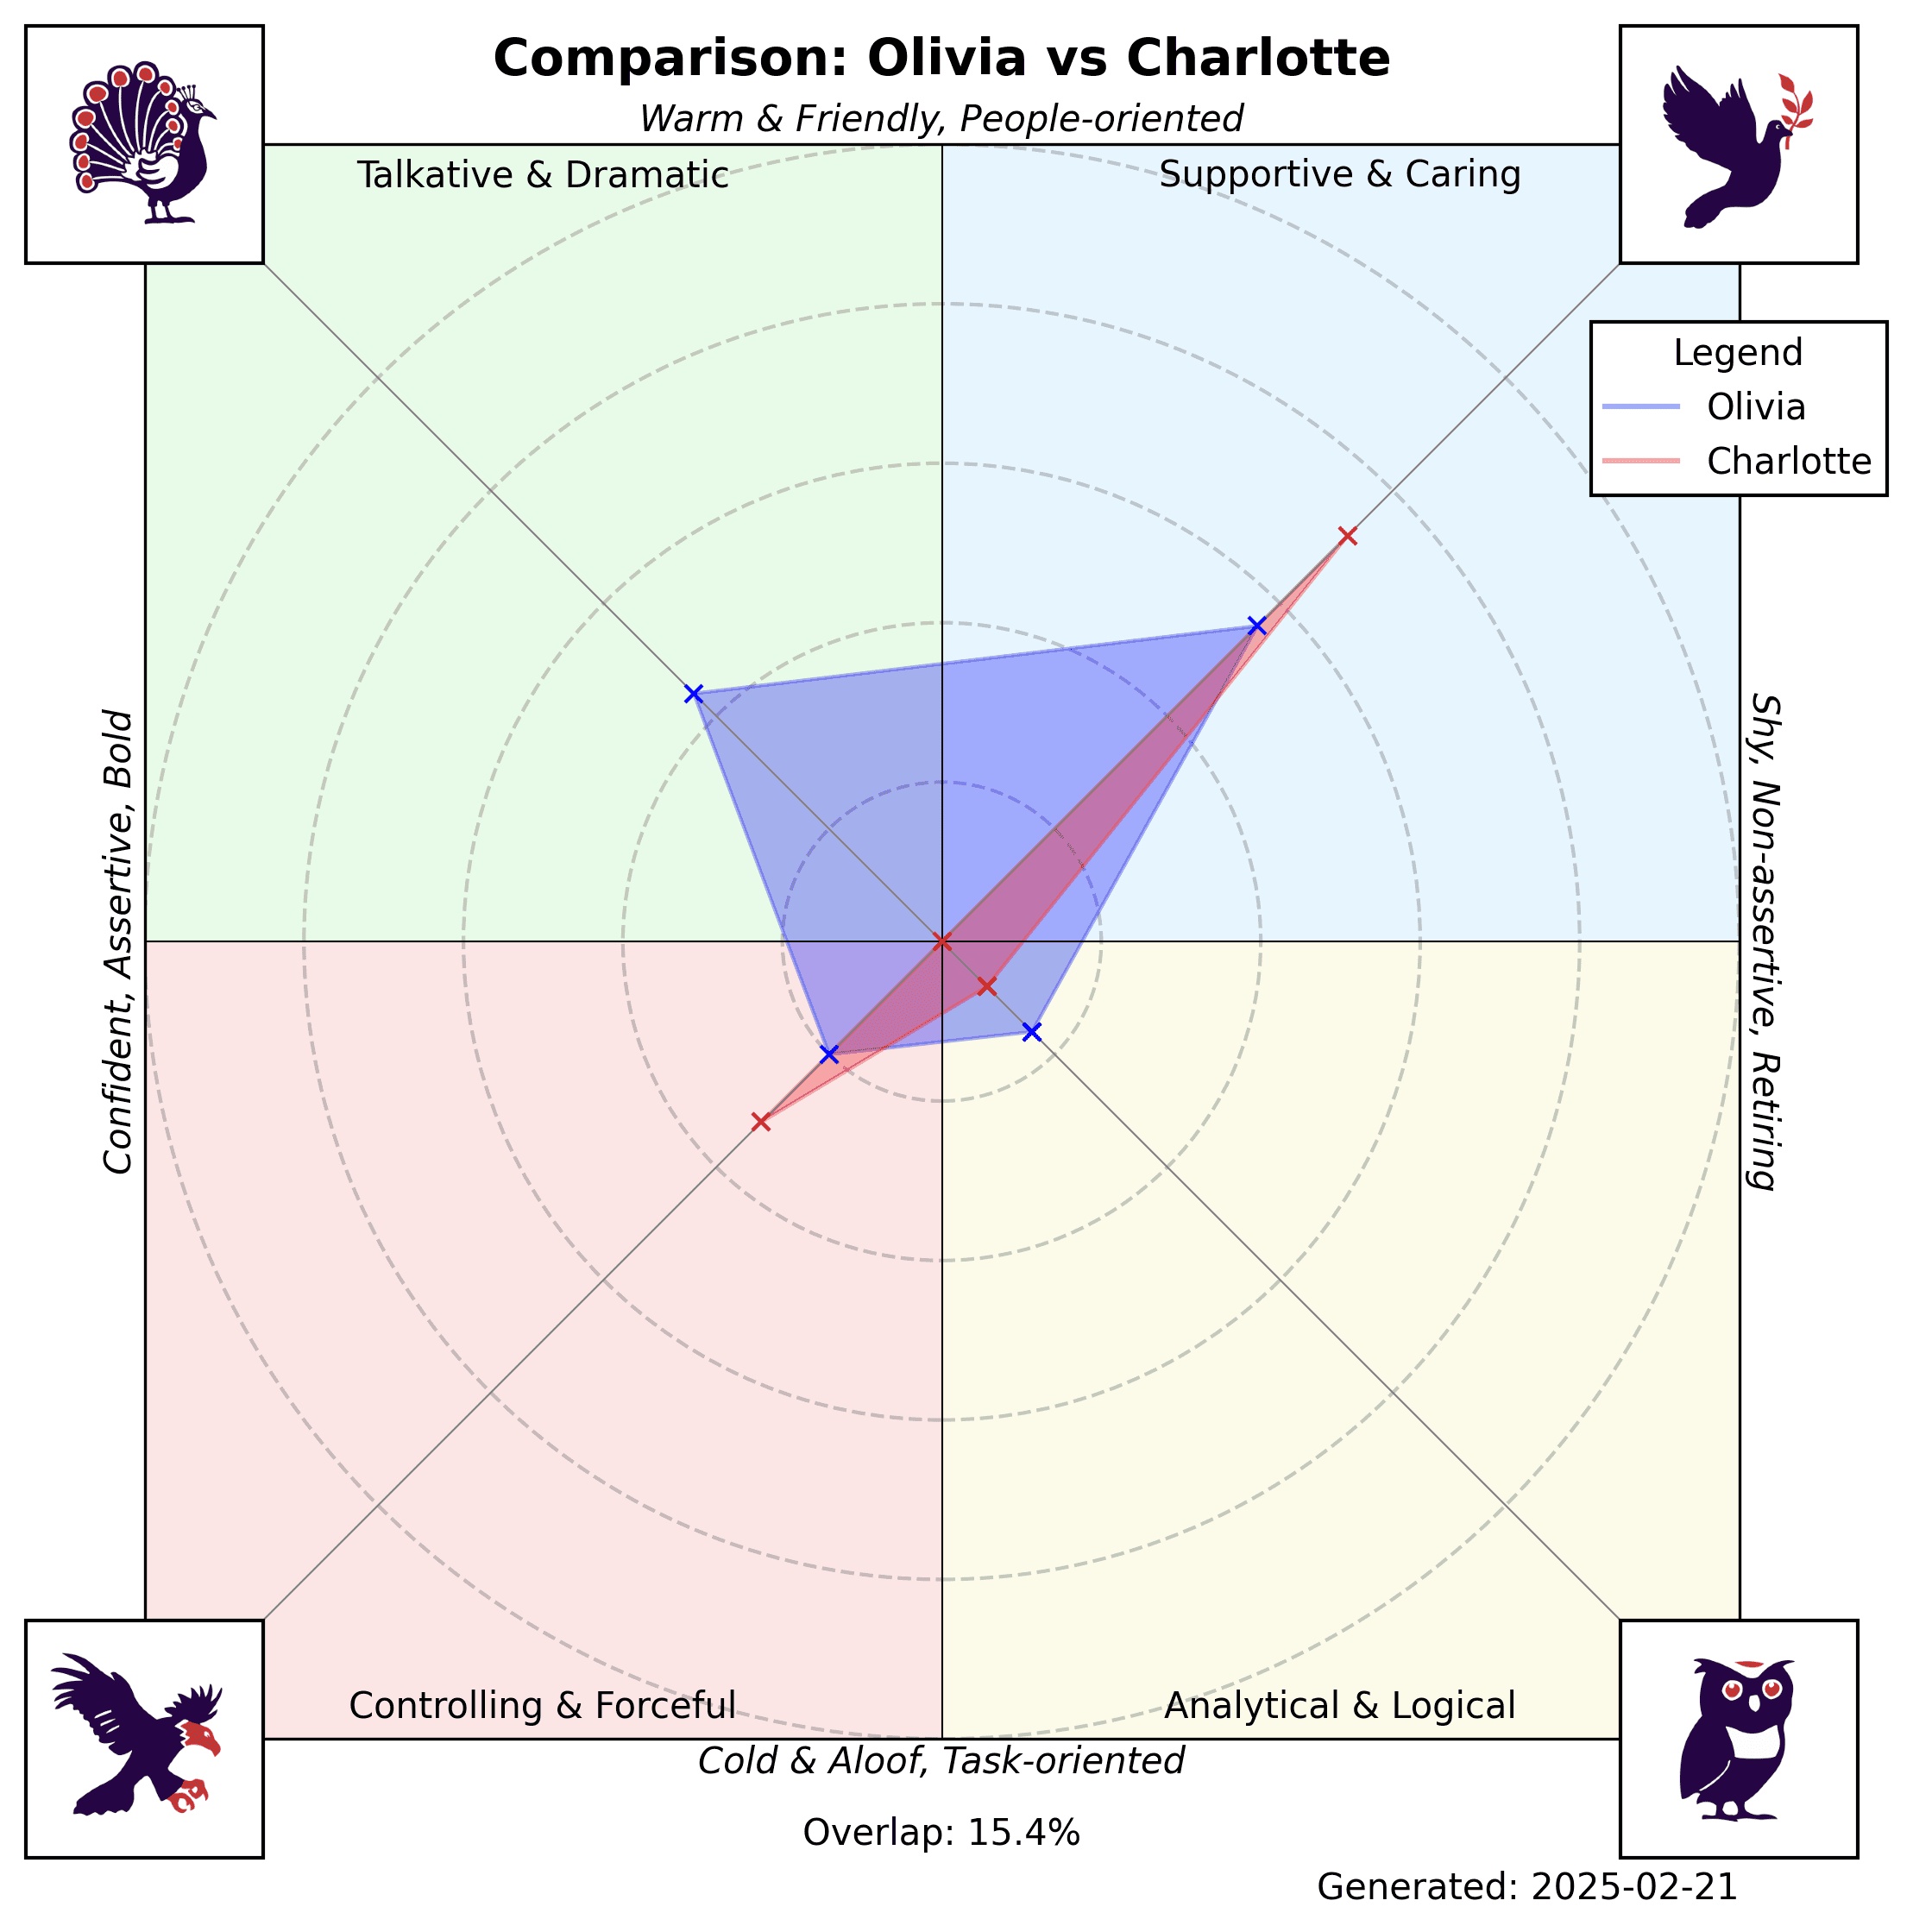 Comparison: Olivia vs Charlotte
Warm & Friendly, People-oriented
Talkative & Dramatic
Supportive & Caring
Legend
Olivia
Charlotte
Confident, Assertive, Bold
Shy, Non-assertive, Retiring
Controlling & Forceful
Analytical & Logical
Cold & Aloof, Task-oriented
Overlap: 15.4%
Generated: 2025-02-21